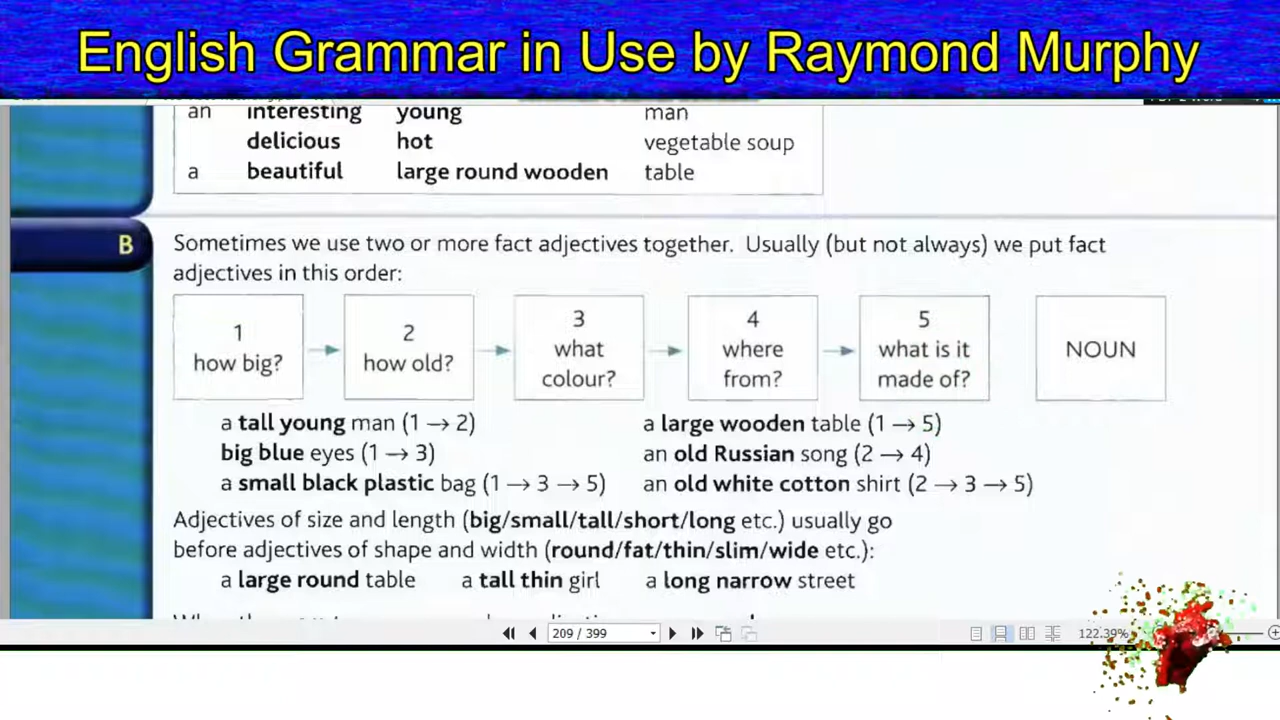 English Grammar in Use by Raymond Murphy
an interesting young man
delicious hot vegetable soup
a beautiful large round wooden table
B
Sometimes we use two or more fact adjectives together. Usually (but not always) we put fact
adjectives in this order:
1
how big?
2
how old?
3
what
colour?
4
where
from?
5
what is it
made of?
NOUN
a tall young man (1 → 2)
big blue eyes (1 → 3)
a small black plastic bag (1 → 3 → 5)
a large wooden table (1 → 5)
an old Russian song (2 → 4)
an old white cotton shirt (2 → 3 → 5)
Adjectives of size and length (big/small/tall/short/long etc.) usually go
before adjectives of shape and width (round/fat/thin/slim/wide etc.):
a large round table a tall thin girl a long narrow street
209 / 399
122.39%